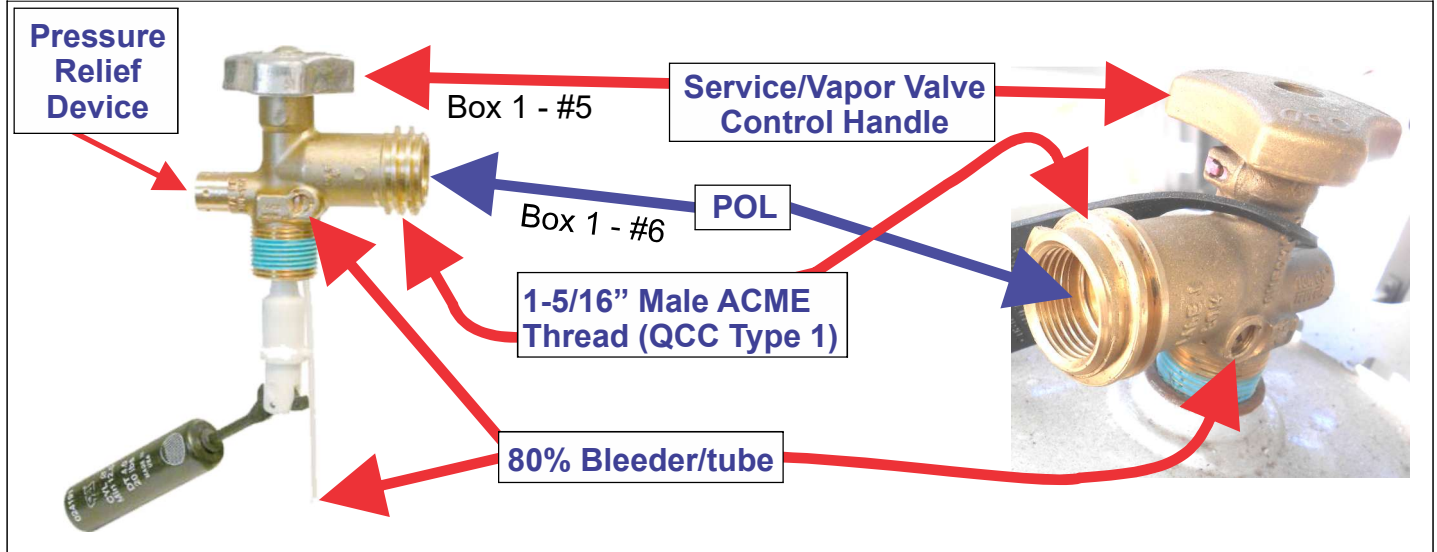 Pressure
Relief
Device
Box 1 - #5
Service/Vapor Valve
Control Handle
POL
Box 1 - #6
1-5/16” Male ACME
Thread (QCC Type 1)
80% Bleeder/tube